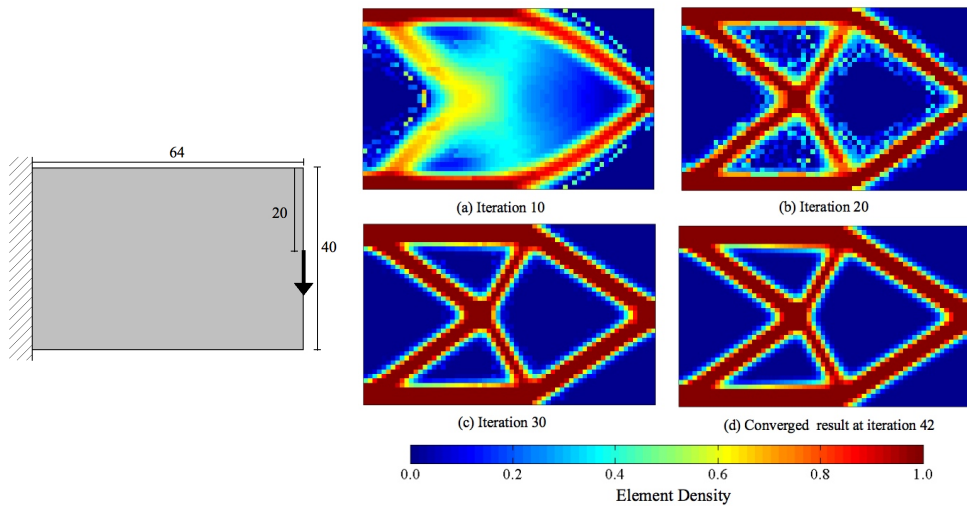 64
20
40
(a) Iteration 10
(b) Iteration 20
(c) Iteration 30
(d) Converged result at iteration 42
0.0 0.2 0.4 0.6 0.8 1.0
Element Density